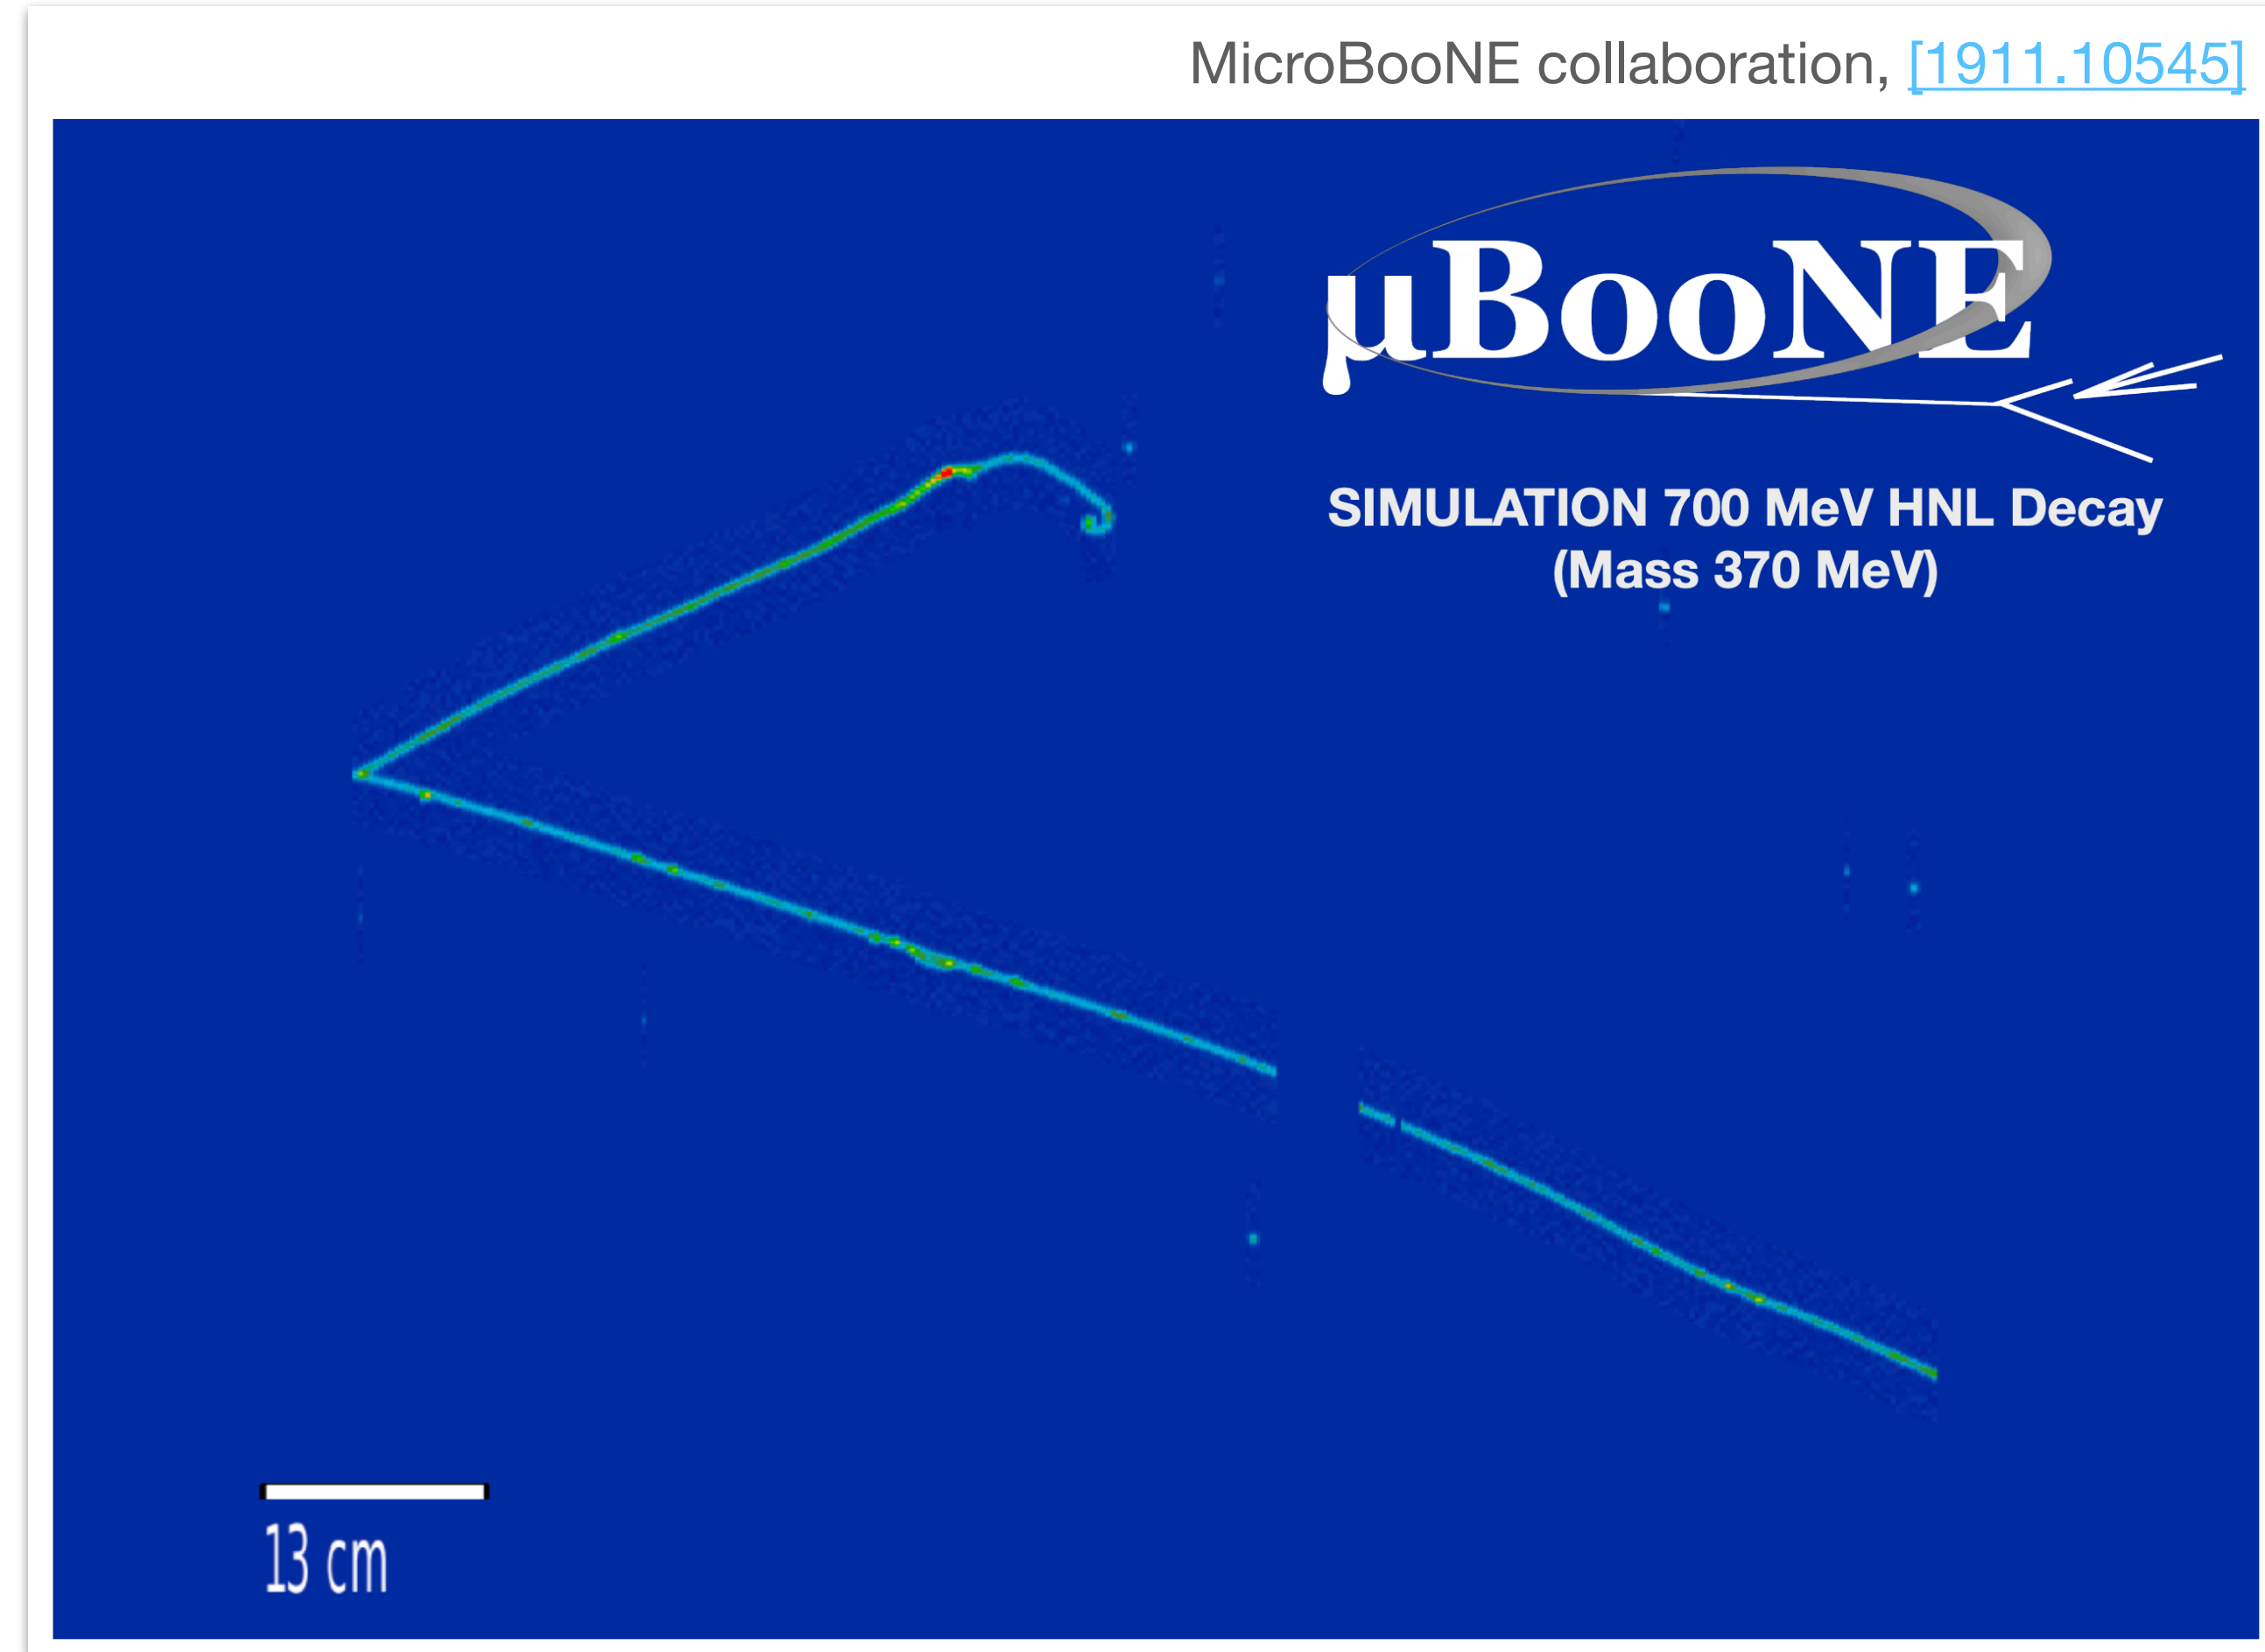 MicroBooNE collaboration, [1911.10545]
µBooNE
SIMULATION 700 MeV HNL Decay
(Mass 370 MeV)
13 cm